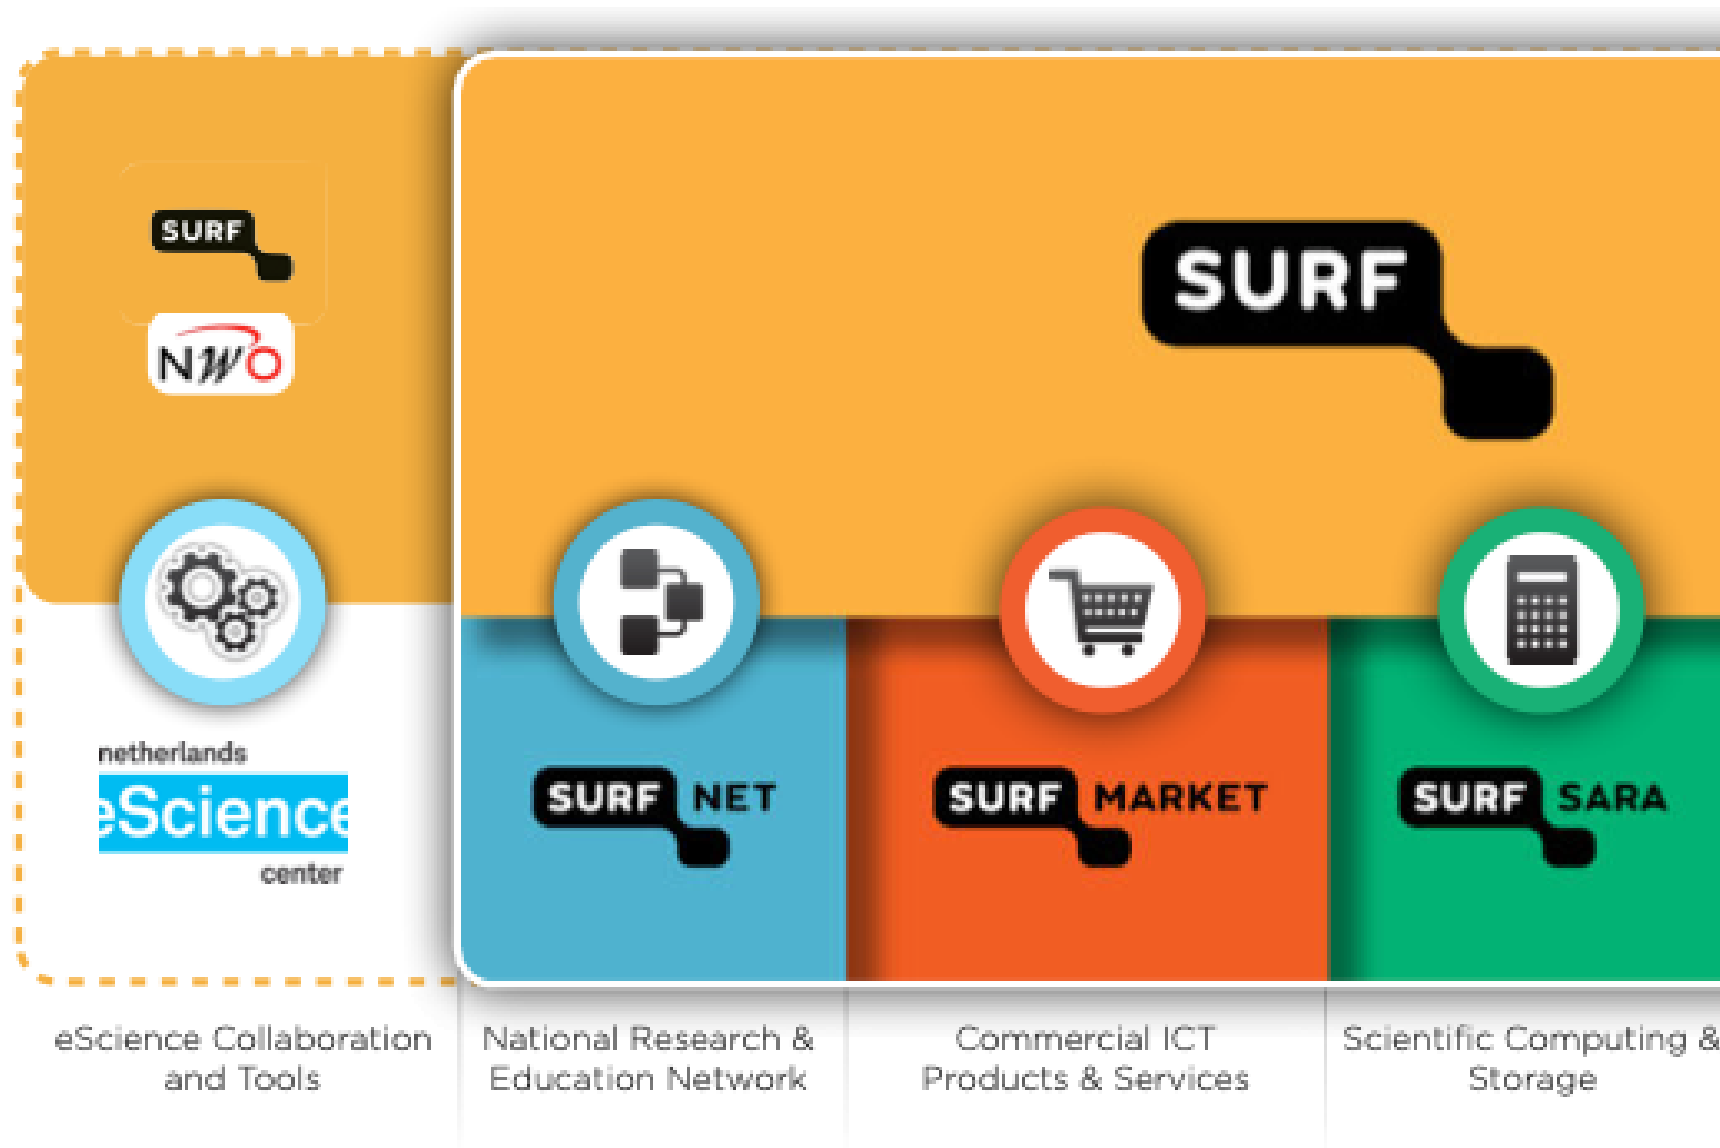 SURF
NWO
SURF
netherlands
eScience
center
SURF NET
SURF MARKET
SURF SARA
eScience Collaboration
and Tools
National Research &
Education Network
Commercial ICT
Products & Services
Scientific Computing &
Storage